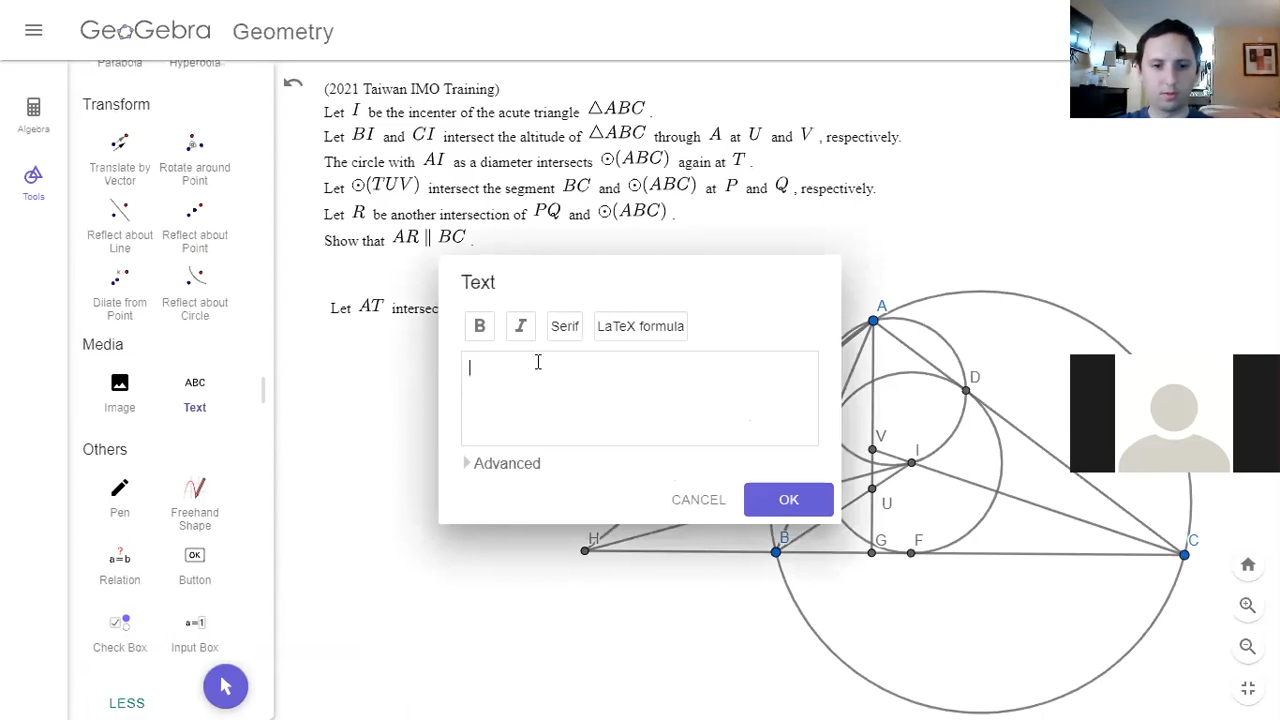 GeoGebra Geometry
Parabola Hyperbola
Algebra
Tools
Transform
Translate by Vector
Rotate around Point
Reflect about Line
Reflect about Point
Dilate from Point
Reflect about Circle
Media
Image
ABC
Text
Others
Pen
Freehand Shape
a=b
?
Relation
OK
Button
Check Box
a=1
Input Box
LESS
(2021 Taiwan IMO Training)
Let I be the incenter of the acute triangle △ABC .
Let BI and CI intersect the altitude of △ABC through A at U and V , respectively.
The circle with AI as a diameter intersects ⊙(ABC) again at T .
Let ⊙(TUV) intersect the segment BC and ⊙(ABC) at P and Q , respectively.
Let R be another intersection of PQ and ⊙(ABC) .
Show that AR ∥ BC .
Let AT intersec
Text
B I Serif LaTeX formula
Advanced
CANCEL OK
A
D
V
I
U
H
B
G
F
C